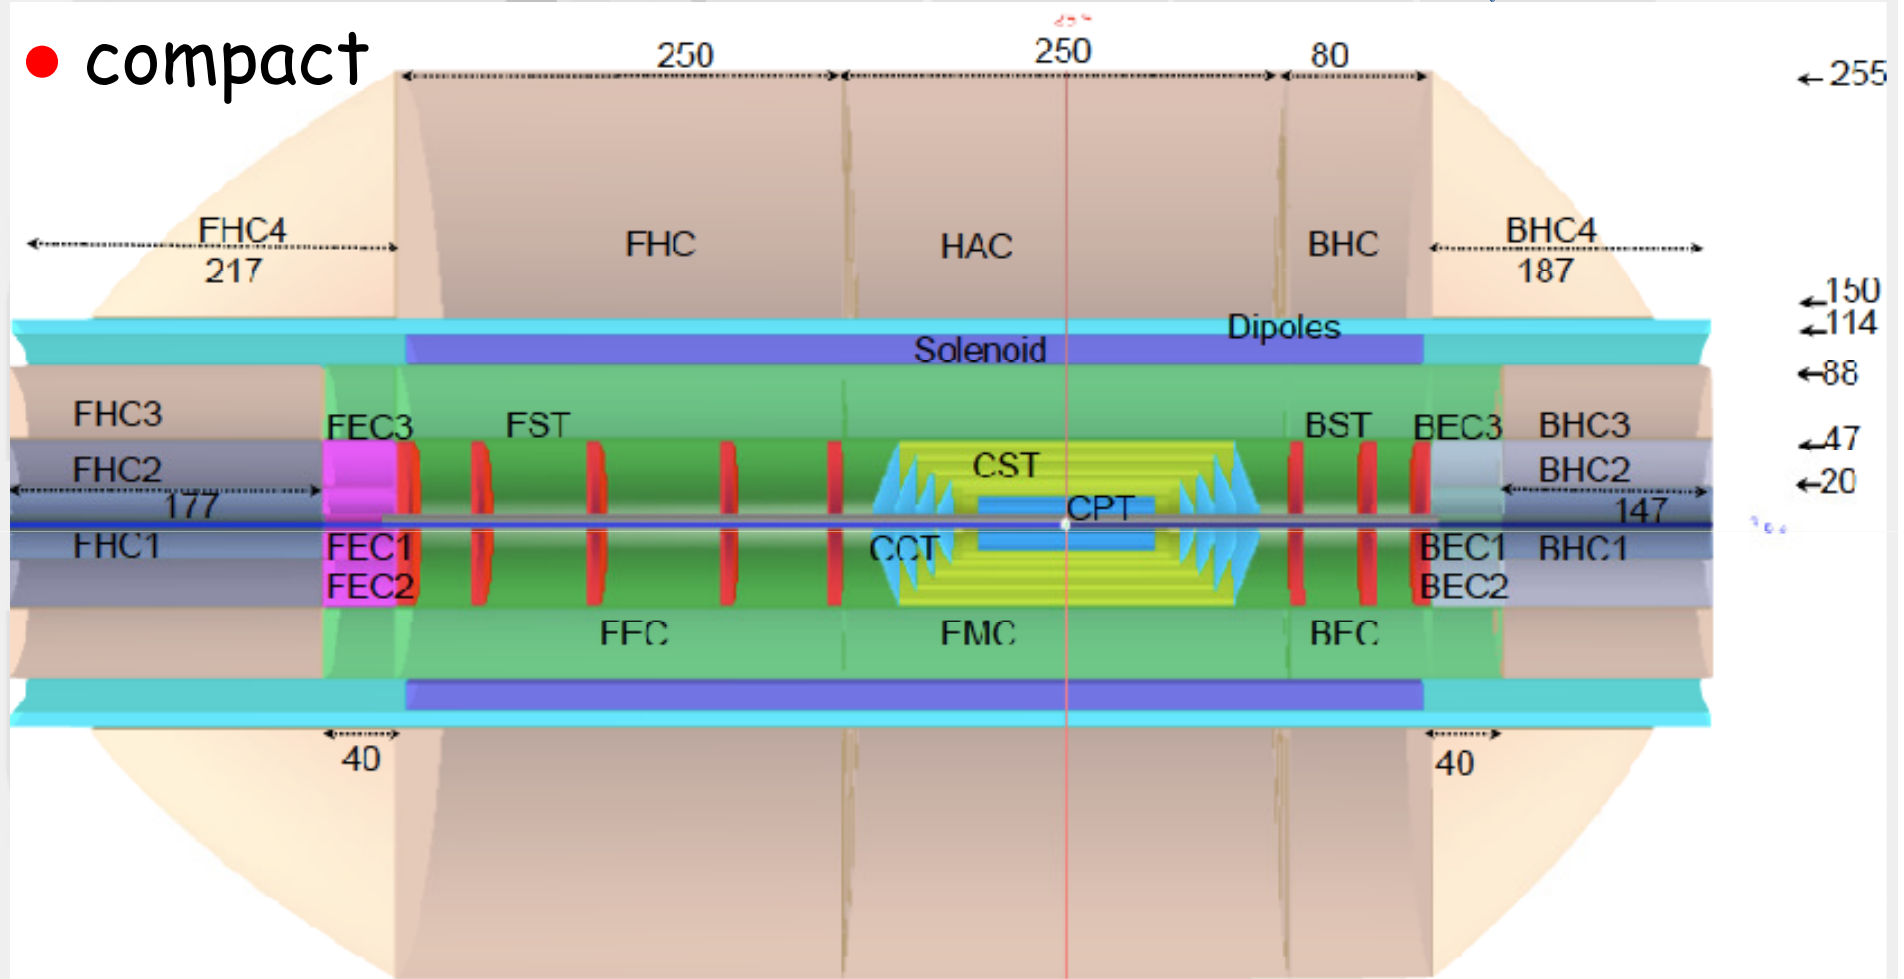 • compact
250
250
80
255
FHC4
217
FHC
HAC
BHC
BHC4
187
150
114
Dipoles
Solenoid
88
FHC3
FEC3
FST
CST
BST
BEC3
BHC3
47
FHC2
BHC2
20
177
CPT
147
FHC1
FEC1
CCT
BEC1
BHC1
FEC2
BEC2
FEC
EMC
BEC
40
40